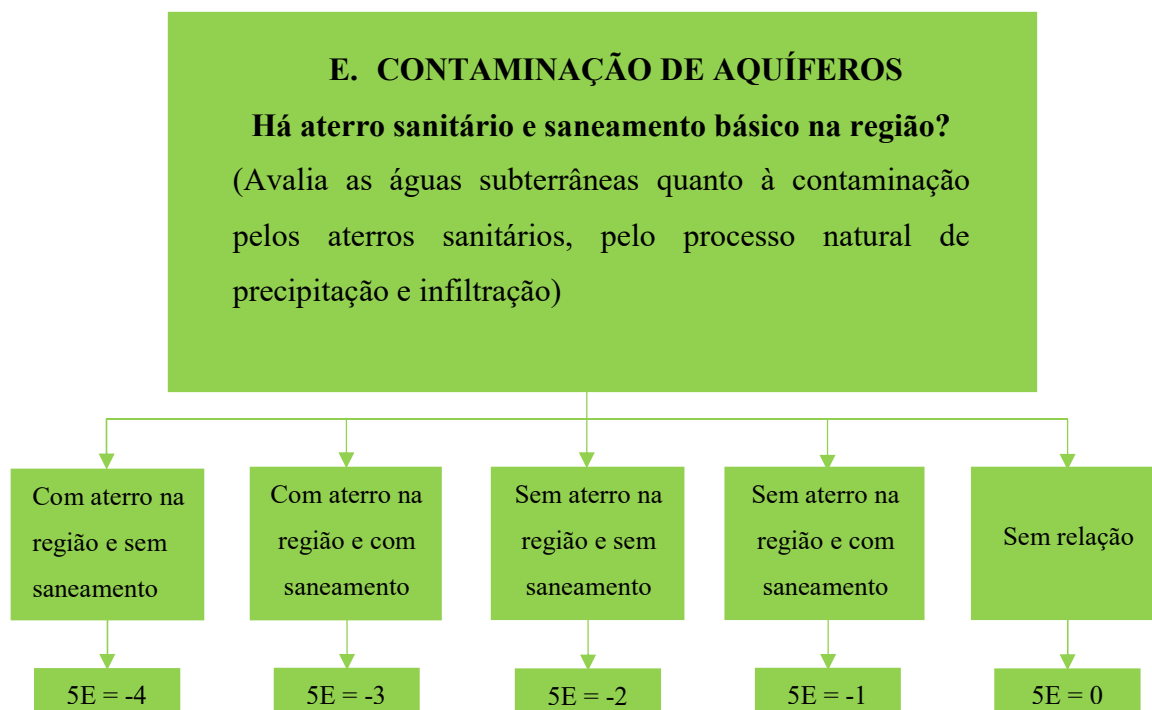 E. CONTAMINAÇÃO DE AQUÍFEROS
Há aterro sanitário e saneamento básico na região?
(Avalia as águas subterrâneas quanto à contaminação
pelos aterros sanitários, pelo processo natural de
precipitação e infiltração)
Com aterro na
região e sem
saneamento
Com aterro na
região e com
saneamento
Sem aterro na
região e sem
saneamento
Sem aterro na
região e com
saneamento
Sem relação
5E = -4
5E = -3
5E = -2
5E = -1
5E = 0